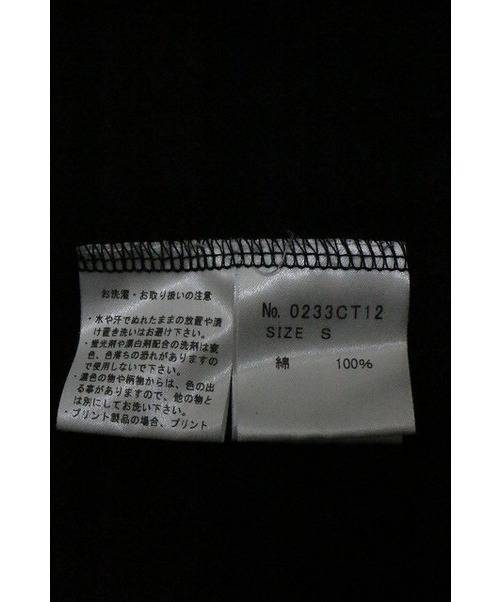 お洗濯・お取り扱いの注意
・水や汗でぬれたままの放置や漬
け置き洗いはお避け下さい。
・蛍光剤や漂白剤配合の洗剤は変
色、色落ちの恐れがありますの
で使用しないで下さい。
・濃色の物や柄物からは、色の出
る事がありますので、他の物と
は別にしてお洗い下さい。
・プリント製品の場合、プリント
No. 0233CT12
SIZE S
綿 100%